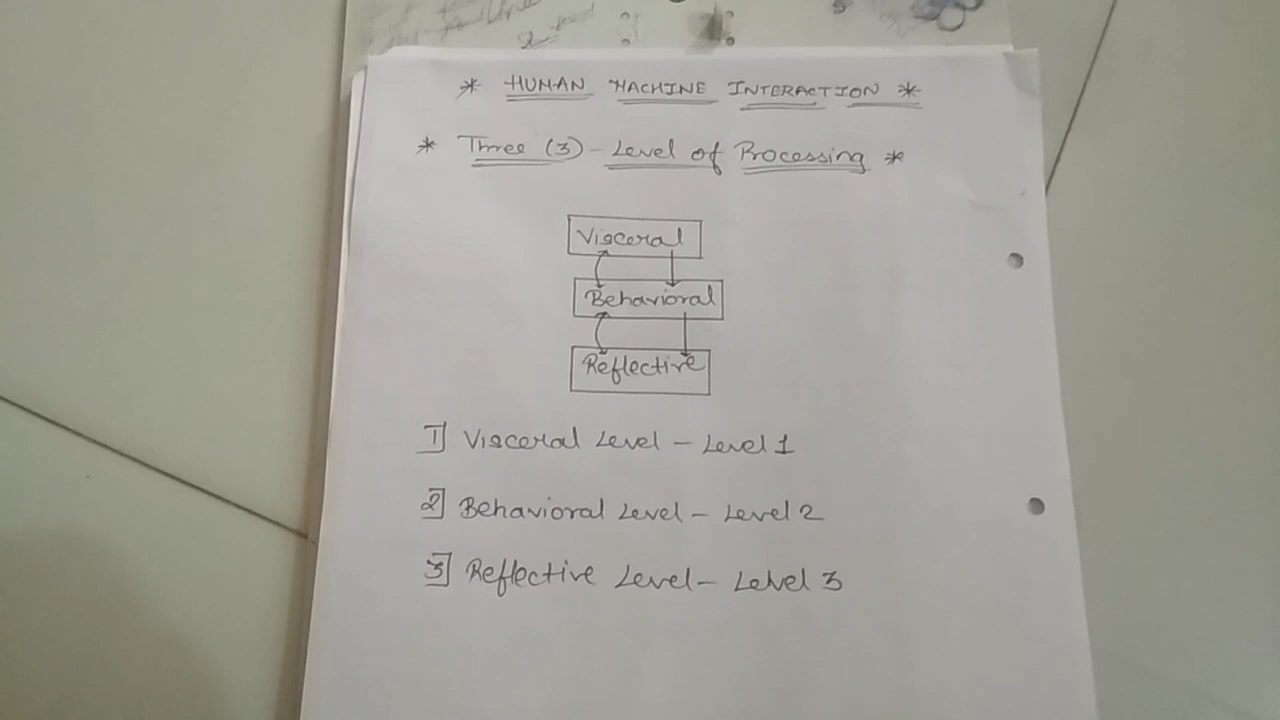 * HUMAN MACHINE INTERACTION *
* Three (3) - Level of Processing *
Visceral
Behavioral
Reflective
1] Visceral Level - Level 1
2] Behavioral Level - Level 2
3] Reflective Level - Level 3